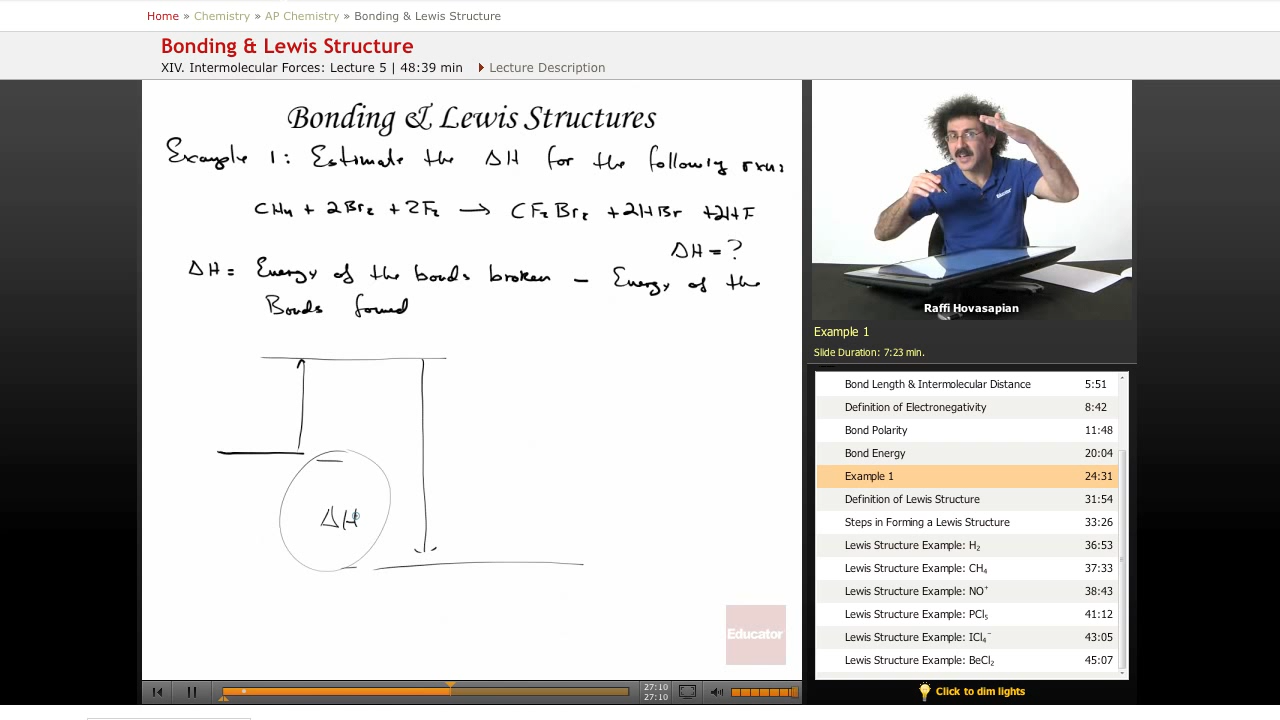 Home » Chemistry » AP Chemistry » Bonding & Lewis Structure
Bonding & Lewis Structure
XIV. Intermolecular Forces: Lecture 5 | 48:39 min
Lecture Description
Bonding & Lewis Structures
Example 1: Estimate the ΔH for the following rxn:
CH₄ + 2Br₂ + 2F₂ → CF₂Br₂ + 2HBr + 2HF
ΔH = ?
ΔH = Energy of the bonds broken − Energy of the
Bonds formed
ΔH
Educator
27:10
27:10
Educator
Raffi Hovasapian
Example 1
Slide Duration: 7:23 min.
Bond Length & Intermolecular Distance 5:51
Definition of Electronegativity 8:42
Bond Polarity 11:48
Bond Energy 20:04
Example 1 24:31
Definition of Lewis Structure 31:54
Steps in Forming a Lewis Structure 33:26
Lewis Structure Example: H₂ 36:53
Lewis Structure Example: CH₄ 37:33
Lewis Structure Example: NO⁺ 38:43
Lewis Structure Example: PCl₅ 41:12
Lewis Structure Example: ICl₄⁻ 43:05
Lewis Structure Example: BeCl₂ 45:07
Click to dim lights